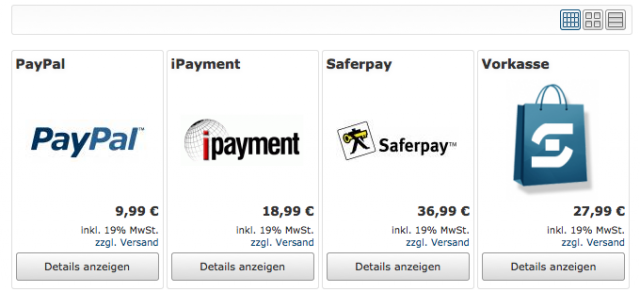 PayPal
iPayment
Saferpay
Vorkasse
PayPal™
ipayment
Saferpay™
9,99 €
inkl. 19% MwSt.
zzgl. Versand
18,99 €
inkl. 19% MwSt.
zzgl. Versand
36,99 €
inkl. 19% MwSt.
zzgl. Versand
27,99 €
inkl. 19% MwSt.
zzgl. Versand
Details anzeigen
Details anzeigen
Details anzeigen
Details anzeigen